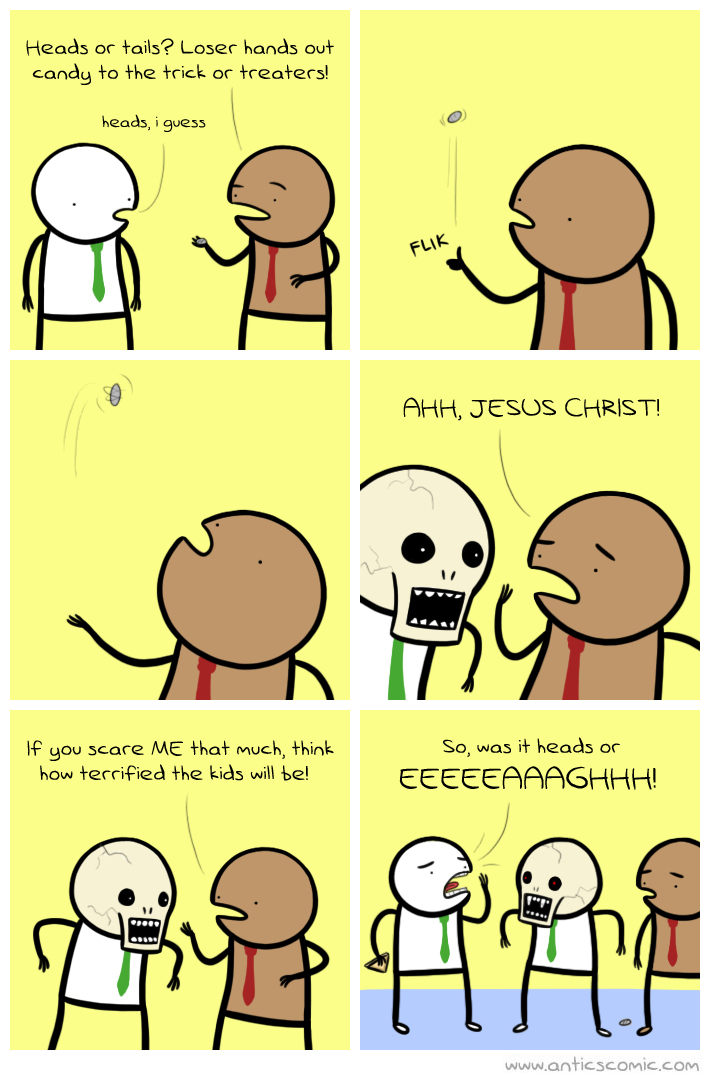 Heads or tails? Loser hands out
candy to the trick or treaters!
heads, i guess
FLIK
AHH, JESUS CHRIST!
If you scare ME that much, think
how terrified the kids will be!
So, was it heads or
EEEEEAAAGHHH!
www.anticscomic.com